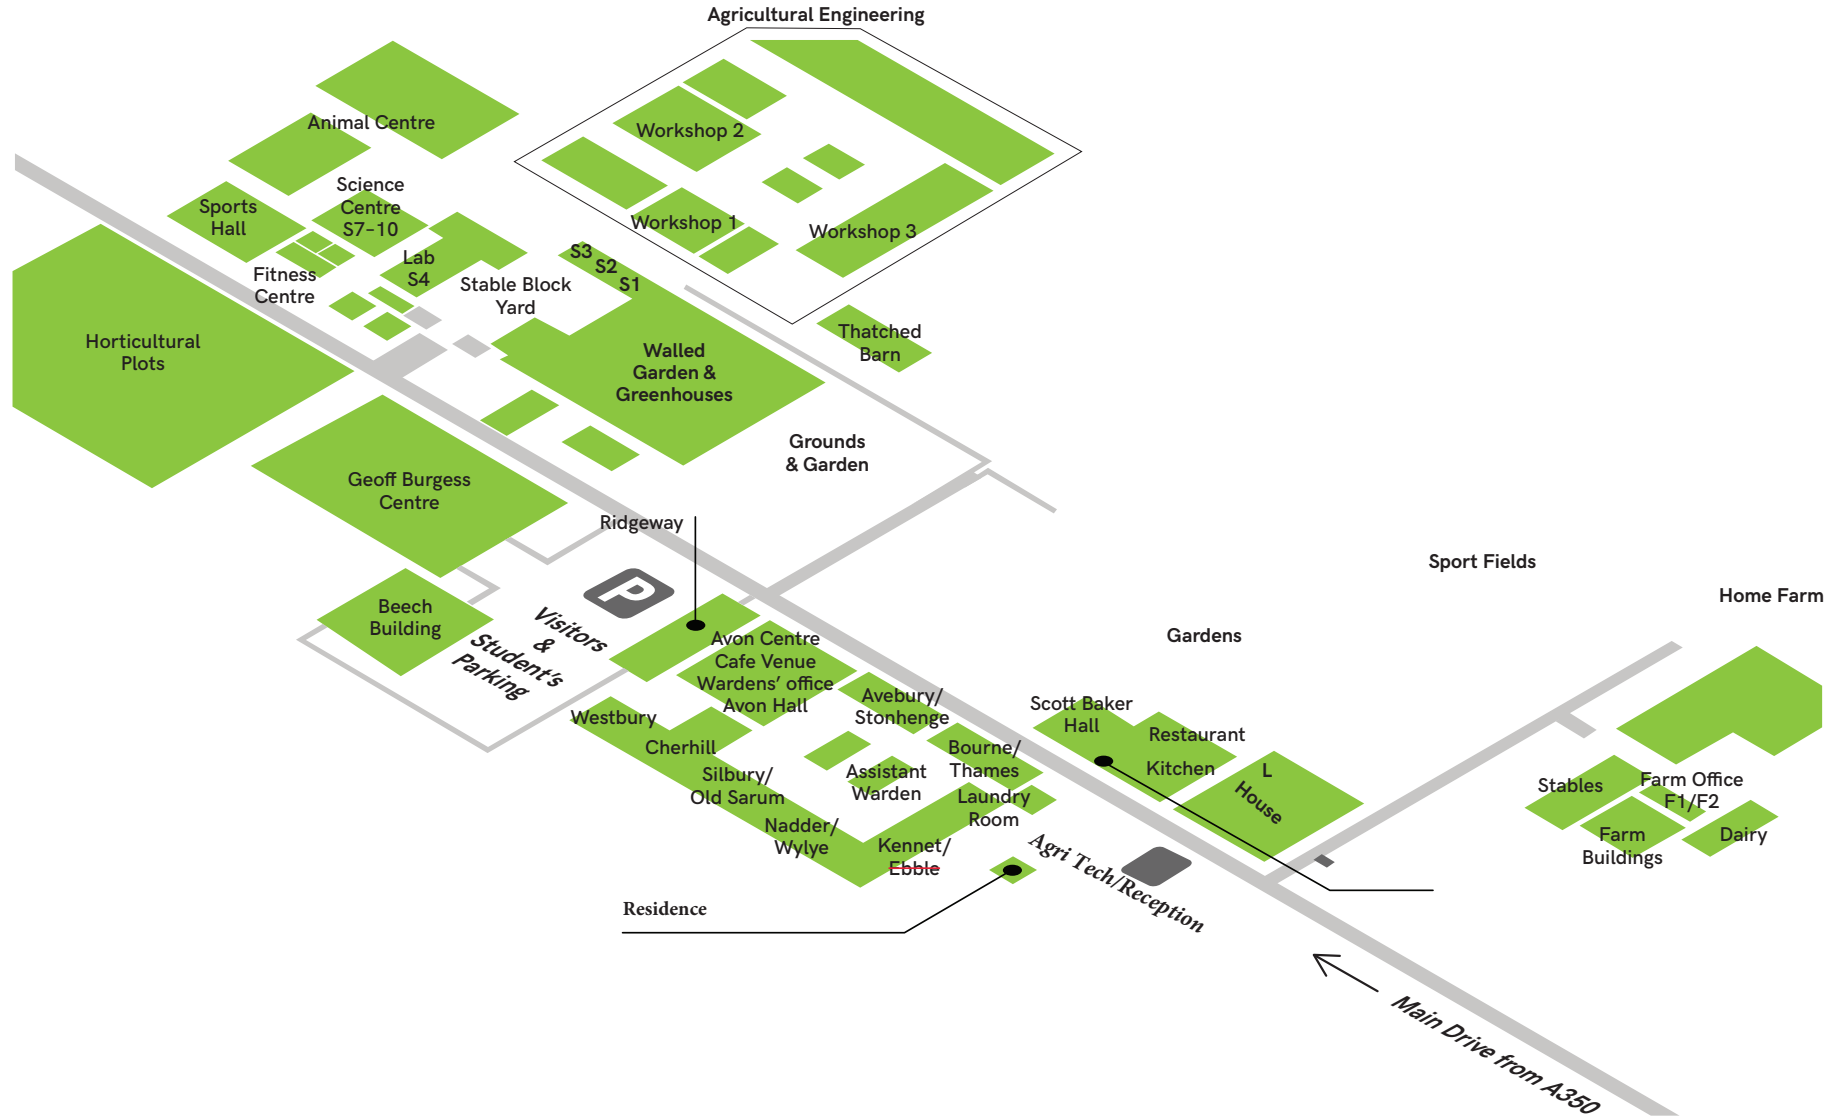 Agricultural Engineering
Animal Centre
Workshop 2
Science
Centre
S7–10
Sports
Hall
Workshop 1
Workshop 3
Lab
S4
S3
S2
S1
Fitness
Centre
Stable Block
Yard
Horticultural
Plots
Thatched
Barn
Walled
Garden &
Greenhouses
Grounds
& Garden
Geoff Burgess
Centre
Ridgeway
P
Sport Fields
Home Farm
Beech
Building
Visitors
&
Student's
Parking
Gardens
Avon Centre
Cafe Venue
Wardens' office
Avon Hall
Avebury/
Stonhenge
Scott Baker
Hall
Restaurant
Kitchen
Westbury
Cherhill
Silbury/
Old Sarum
Bourne/
Thames
Assistant
Warden
Laundry
Room
L
House
Stables
Farm Office
F1/F2
Farm
Buildings
Dairy
Nadder/
Wylye
Kennet/
Ebble
Agri Tech/Reception
Residence
Main Drive from A350